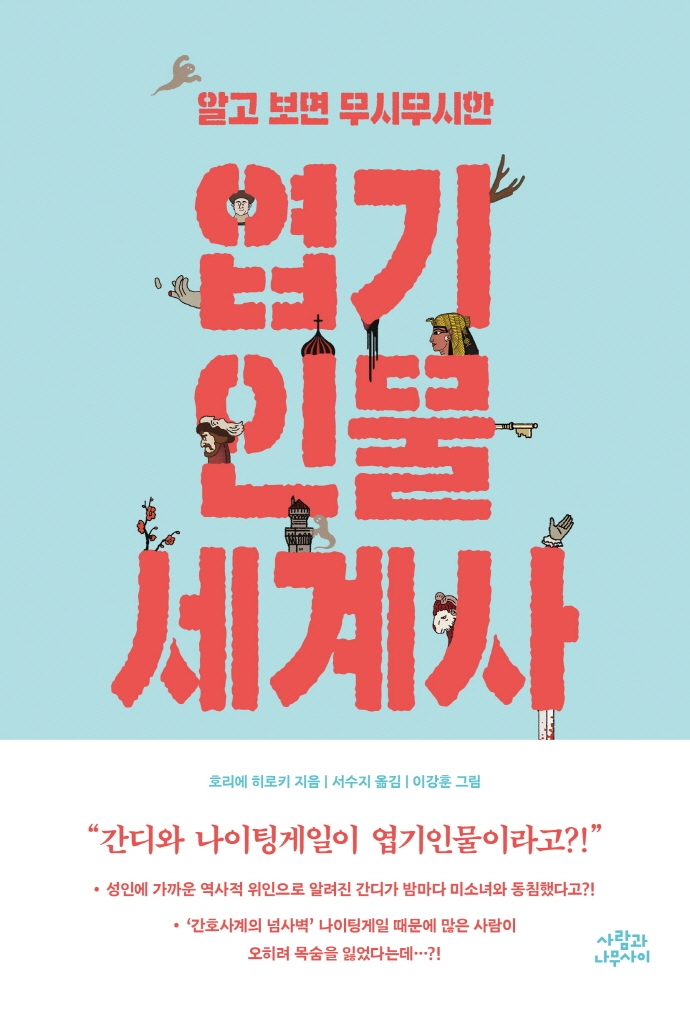 알고 보면 무시무시한
엽기
인물
세계사
호리에 히로키 지음 | 서수지 옮김 | 이강훈 그림
“간디와 나이팅게일이 엽기인물이라고?!”
• 성인에 가까운 역사적 위인으로 알려진 간디가 밤마다 미소녀와 동침했다고?!
• ‘간호사계의 넘사벽’ 나이팅게일 때문에 많은 사람이
오히려 목숨을 잃었다는데…?!
사람과
나무사이